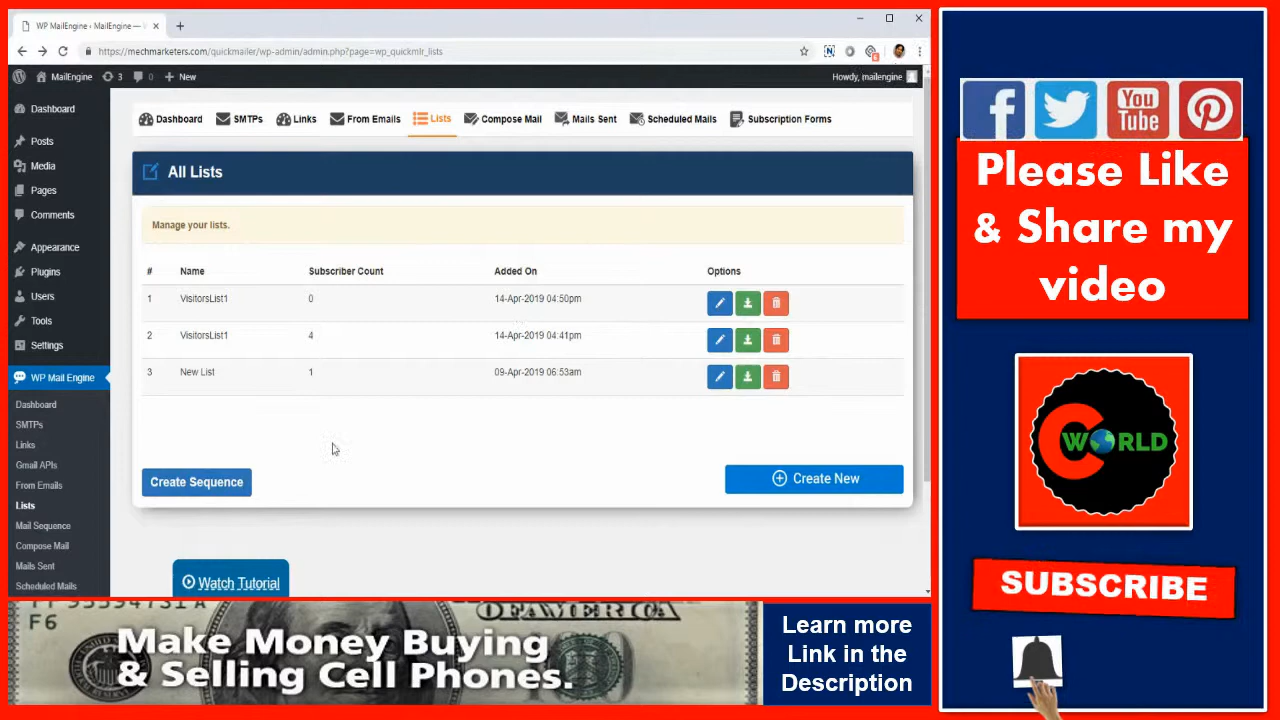 WP MailEngine ‹ MailEngine — W
https://mechmarketers.com/quickmailer/wp-admin/admin.php?page=wp_quickmlr_lists
MailEngine 3 0 New
Howdy, mailengine
Dashboard
Posts
Media
Pages
Comments
Appearance
Plugins
Users
Tools
Settings
WP Mail Engine
Dashboard
SMTPs
Links
Gmail APIs
From Emails
Lists
Mail Sequence
Compose Mail
Mails Sent
Scheduled Mails
Dashboard SMTPs Links From Emails Lists Compose Mail Mails Sent Scheduled Mails Subscription Forms
All Lists
Manage your lists.
# Name Subscriber Count Added On Options
1 VisitorsList1 0 14-Apr-2019 04:50pm
2 VisitorsList1 4 14-Apr-2019 04:41pm
3 New List 1 09-Apr-2019 06:53am
Create Sequence
Create New
Watch Tutorial
f You Tube
Please Like
& Share my
video
C WORLD
SUBSCRIBE
F6
OF AMERICA
100
Make Money Buying
& Selling Cell Phones.
Learn more
Link in the
Description